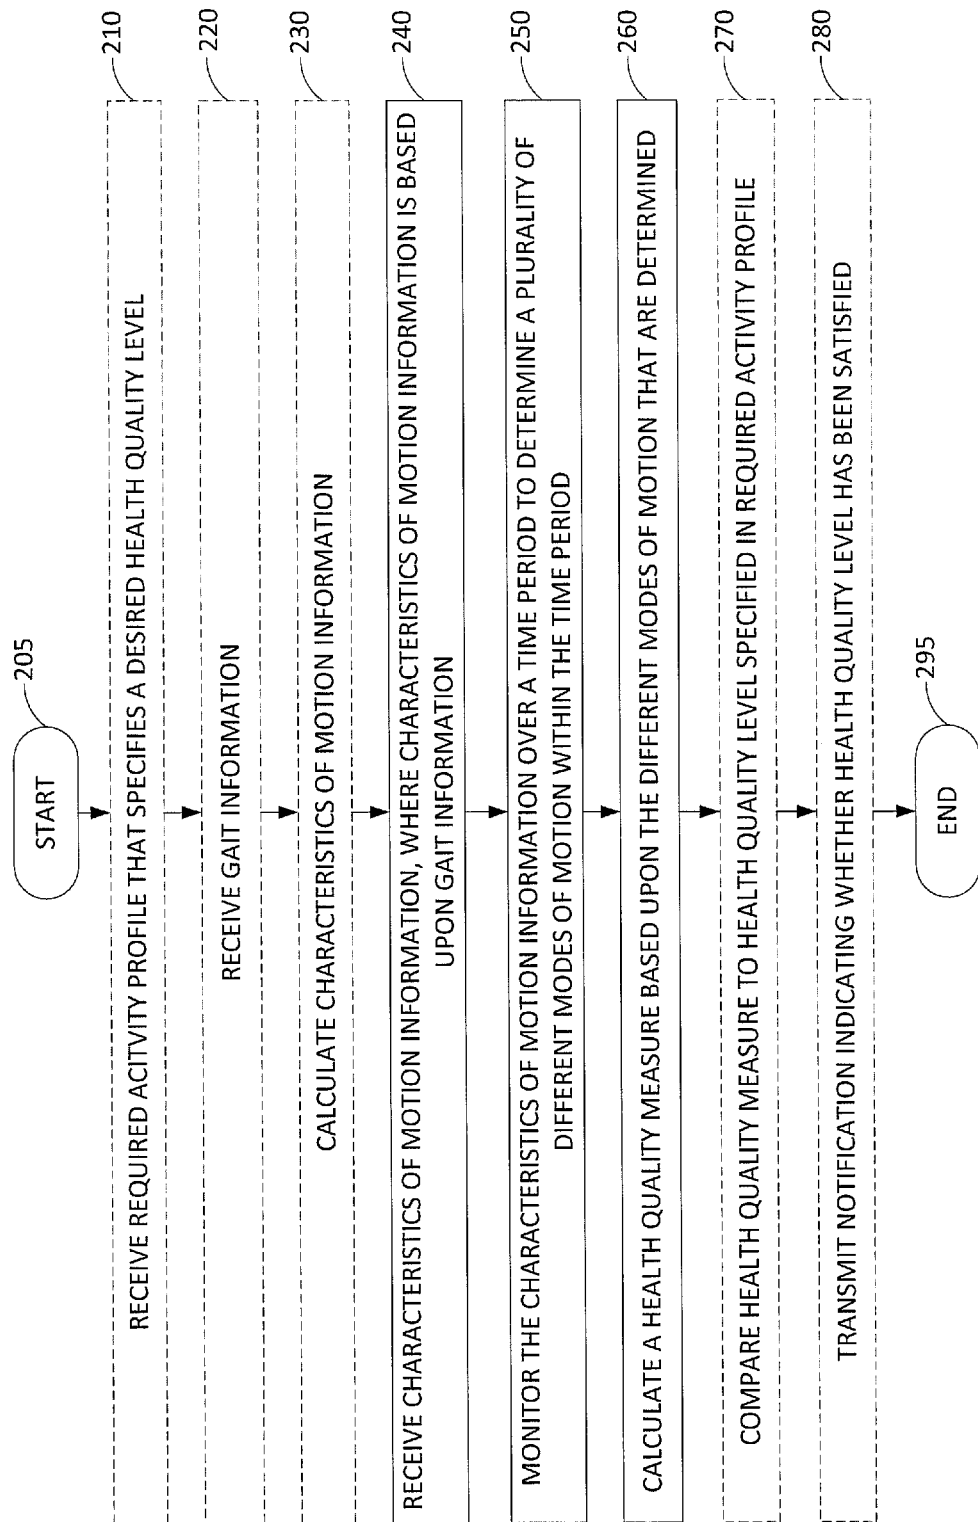 START
205
RECEIVE REQUIRED ACITVITY PROFILE THAT SPECIFIES A DESIRED HEALTH QUALITY LEVEL
210
RECEIVE GAIT INFORMATION
220
CALCULATE CHARACTERISTICS OF MOTION INFORMATION
230
RECEIVE CHARACTERISTICS OF MOTION INFORMATION, WHERE CHARACTERISTICS OF MOTION INFORMATION IS BASED
UPON GAIT INFORMATION
240
MONITOR THE CHARACTERISTICS OF MOTION INFORMATION OVER A TIME PERIOD TO DETERMINE A PLURALITY OF
DIFFERENT MODES OF MOTION WITHIN THE TIME PERIOD
250
CALCULATE A HEALTH QUALITY MEASURE BASED UPON THE DIFFERENT MODES OF MOTION THAT ARE DETERMINED
260
COMPARE HEALTH QUALITY MEASURE TO HEALTH QUALITY LEVEL SPECIFIED IN REQUIRED ACTIVITY PROFILE
270
TRANSMIT NOTIFICATION INDICATING WHETHER HEALTH QUALITY LEVEL HAS BEEN SATISFIED
280
END
295